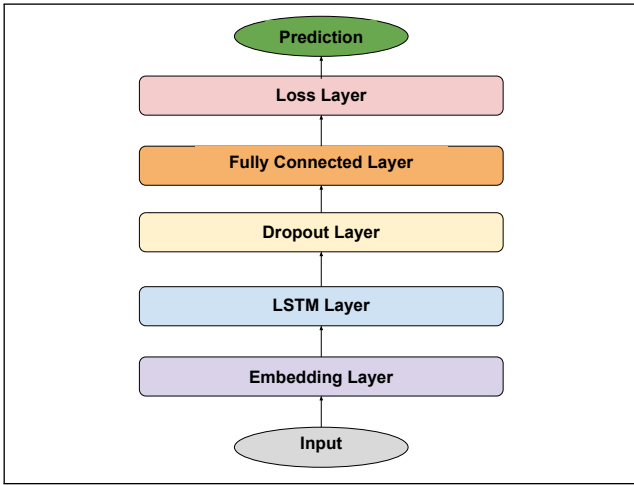 Prediction
Loss Layer
Fully Connected Layer
Dropout Layer
LSTM Layer
Embedding Layer
Input